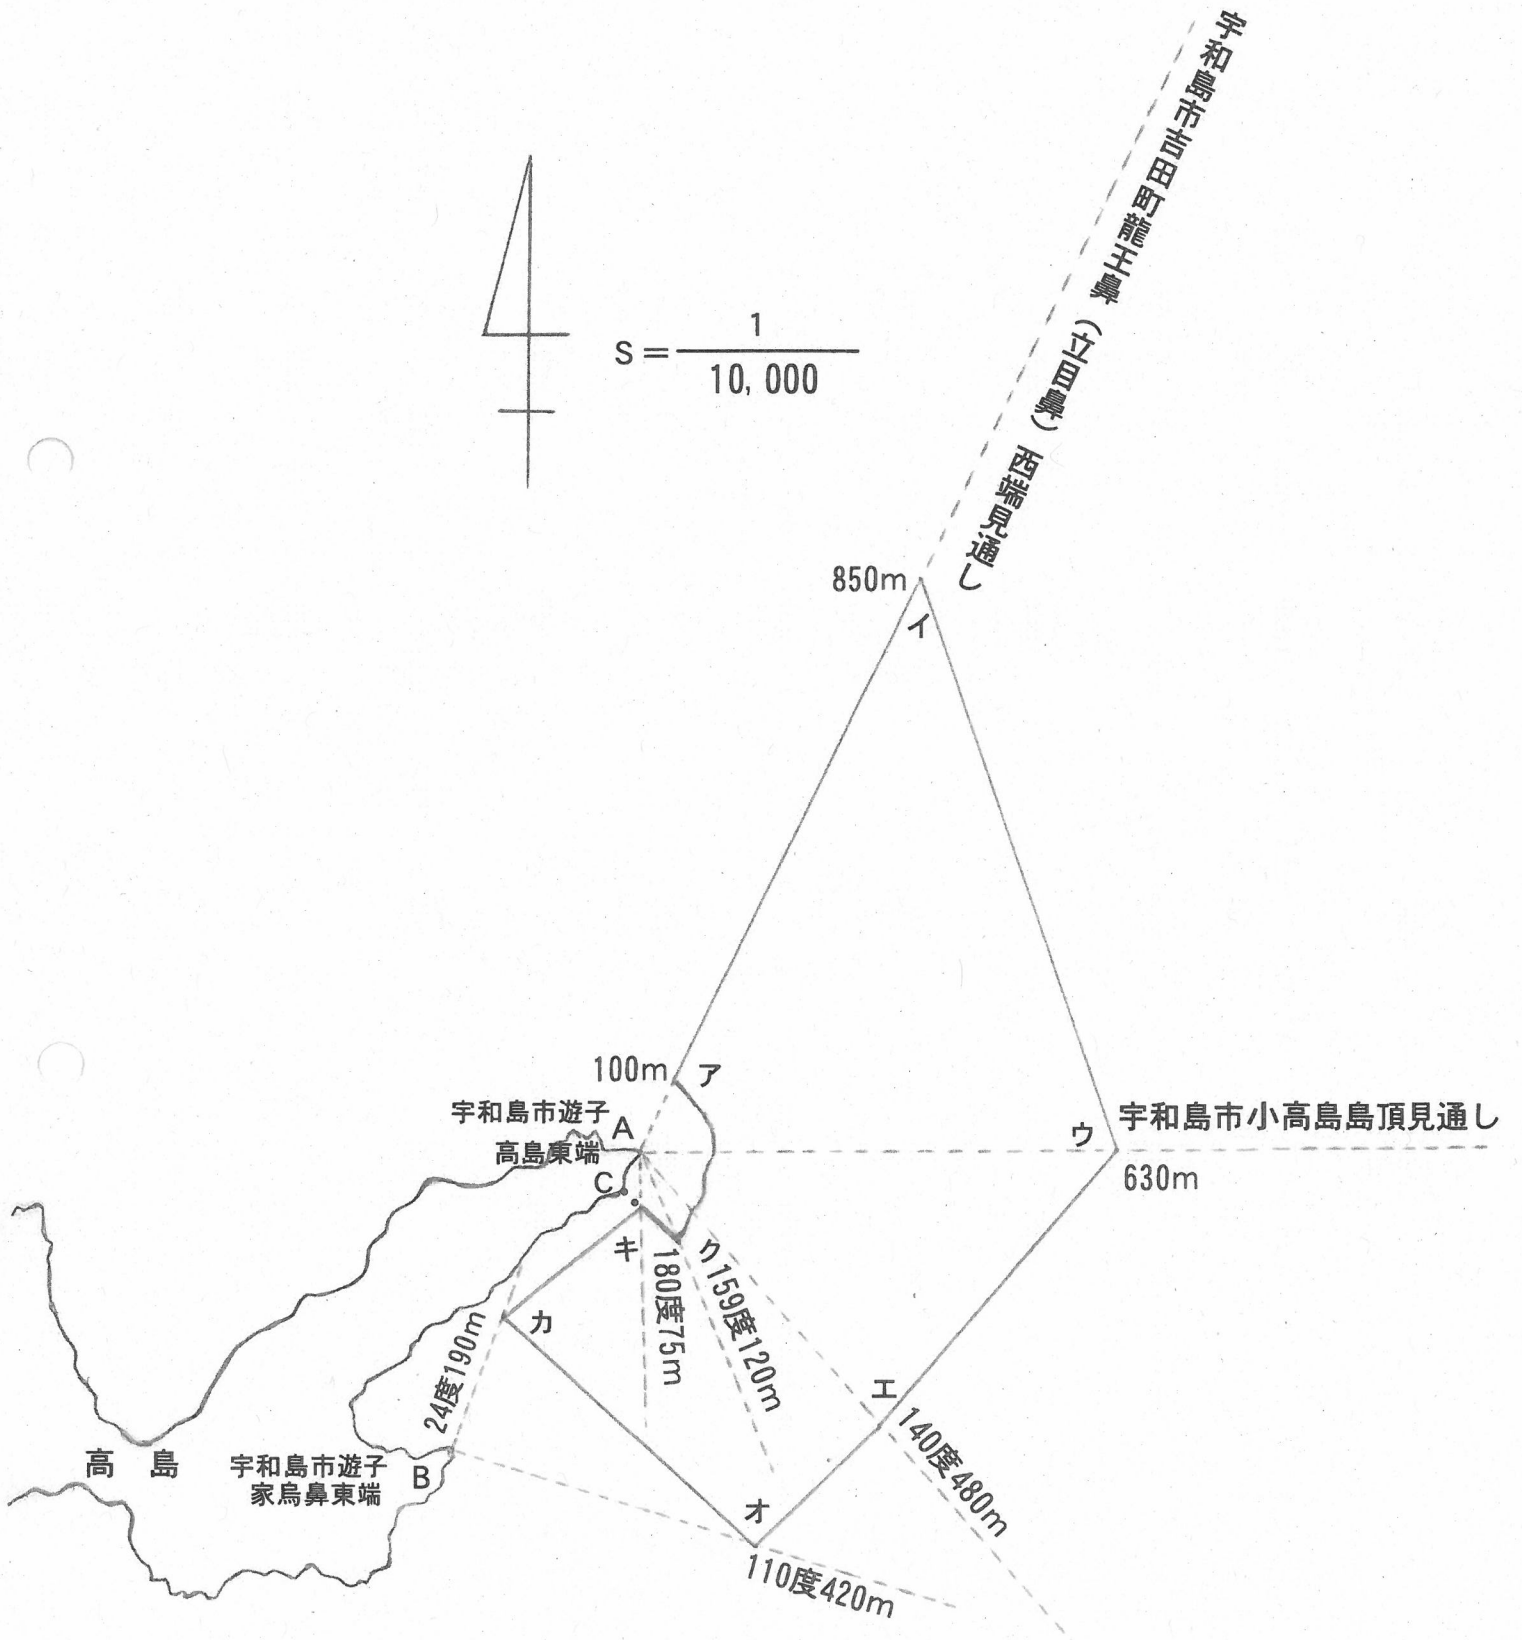 宇和島市吉田町龍王鼻(立目鼻)西端見通し
S=1/10,000
850m
イ
100m
ア
宇和島市遊子
高島東端
A
C
ウ
宇和島市小高島島頂見通し
630m
キ
180度75m
ク
159度120m
カ
24度190m
エ
140度480m
高島
宇和島市遊子
家烏鼻東端
B
オ
110度420m